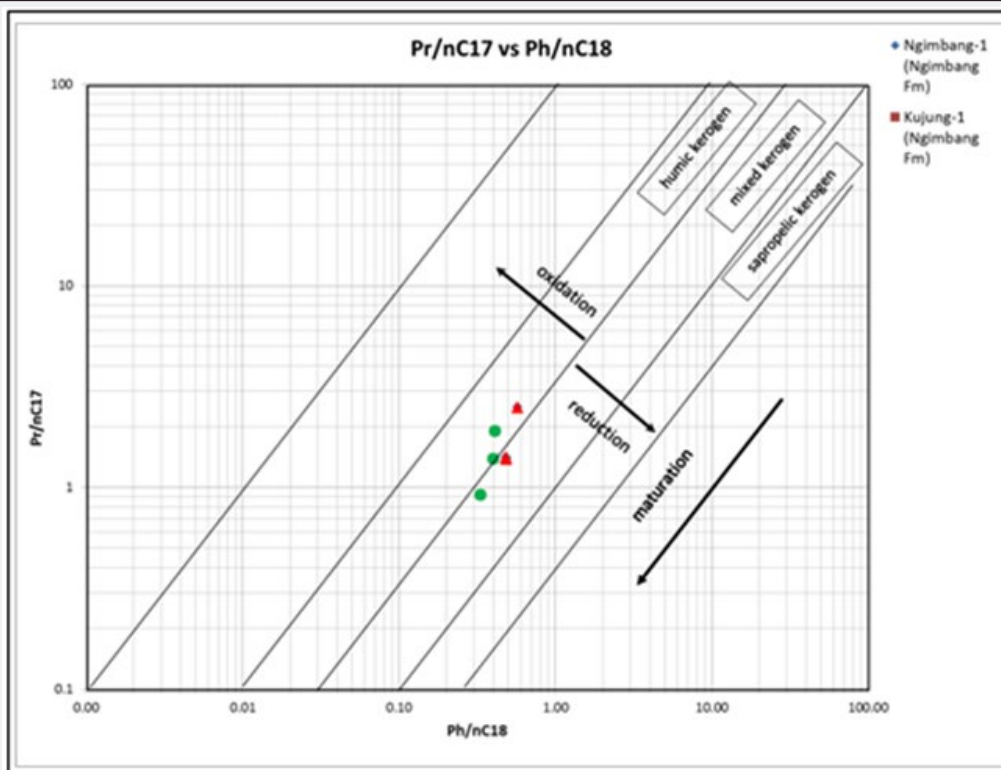 Pr/nC17 vs Ph/nC18
Ngimbang-1
(Ngimbang
Fm)
Kujung-1
(Ngimbang
Fm)
100
10
1
0.1
Pr/nC17
humic kerogen
mixed kerogen
sapropelic kerogen
oxidation
reduction
maturation
0.00
0.01
0.10
1.00
10.00
100.00
Ph/nC18